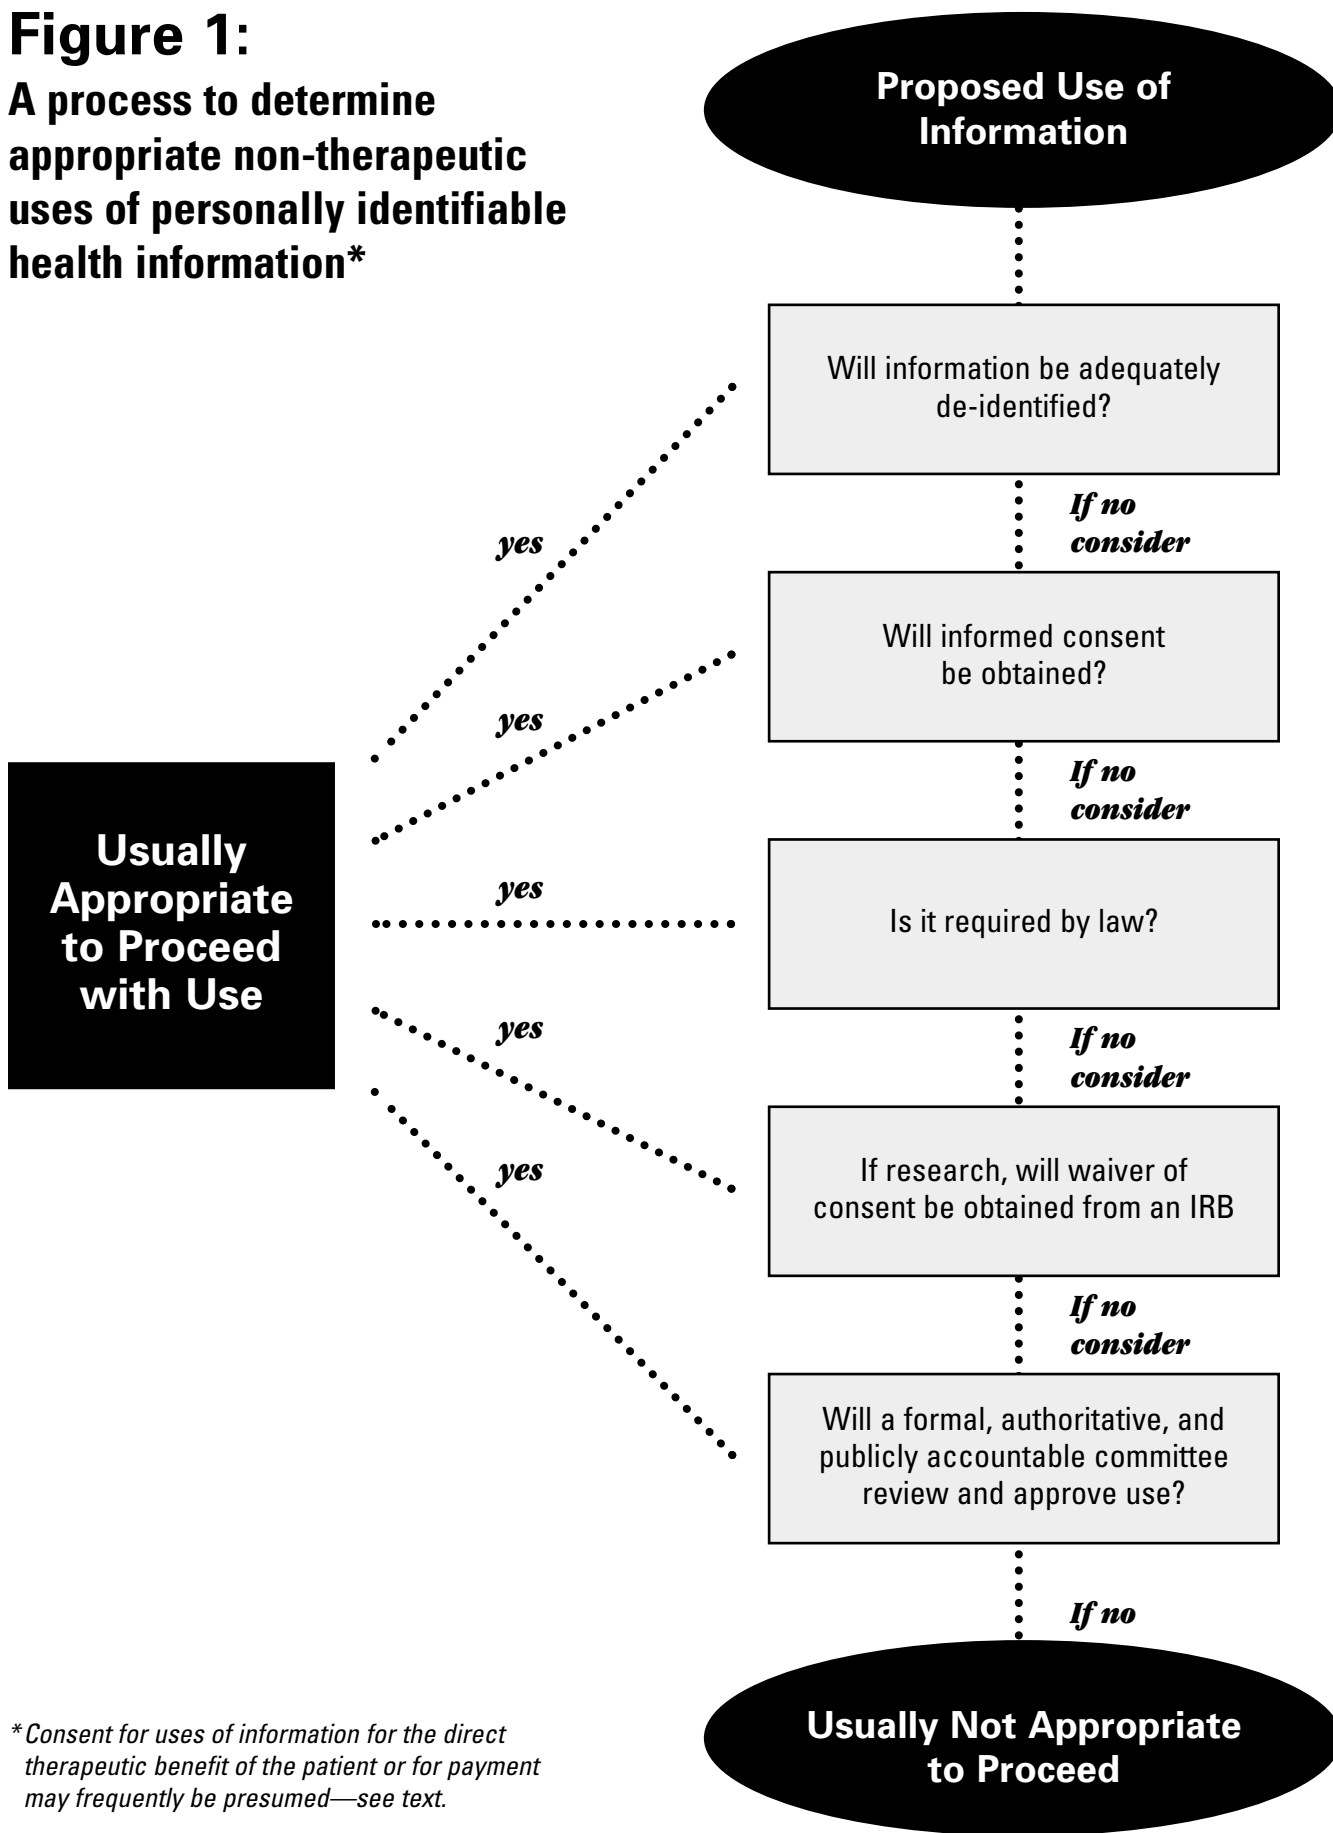 Figure 1:
A process to determine
appropriate non-therapeutic
uses of personally identifiable
health information*
Proposed Use of
Information
Will information be adequately
de-identified?
yes
If no
consider
Will informed consent
be obtained?
yes
If no
consider
Usually
Appropriate
to Proceed
with Use
yes
Is it required by law?
If no
consider
yes
If research, will waiver of
consent be obtained from an IRB
yes
If no
consider
Will a formal, authoritative, and
publicly accountable committee
review and approve use?
If no
Usually Not Appropriate
to Proceed
*Consent for uses of information for the direct
therapeutic benefit of the patient or for payment
may frequently be presumed—see text.